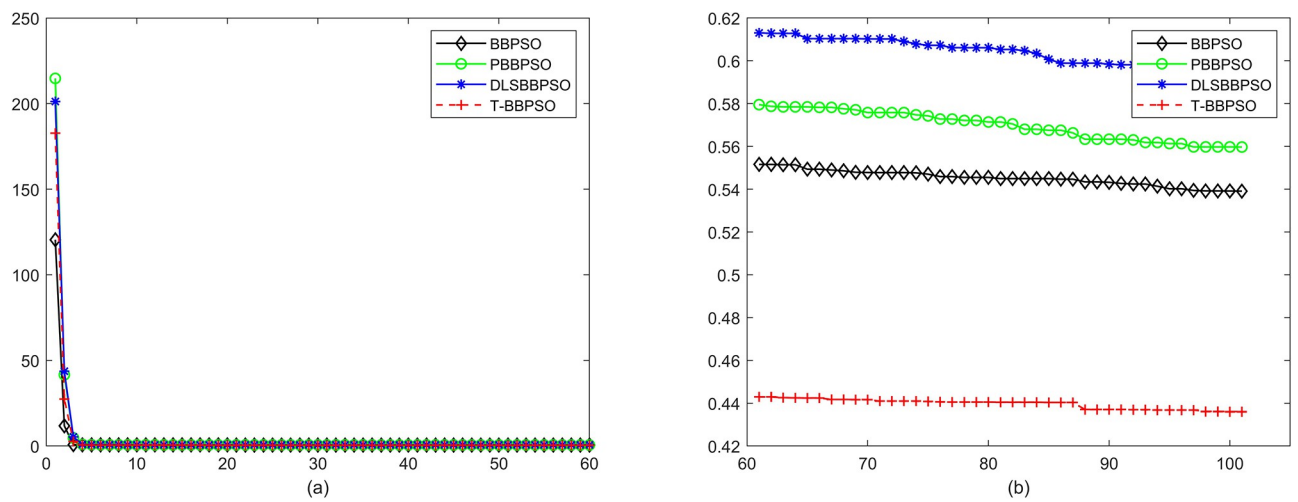 250
200
150
100
50
0
0 10 20 30 40 50 60
BBPSO
PBBPSO
DLSBBPSO
T-BBPSO
(a)
0.62
0.6
0.58
0.56
0.54
0.52
0.5
0.48
0.46
0.44
0.42
60 70 80 90 100
BBPSO
PBBPSO
DLSBBPSO
T-BBPSO
(b)